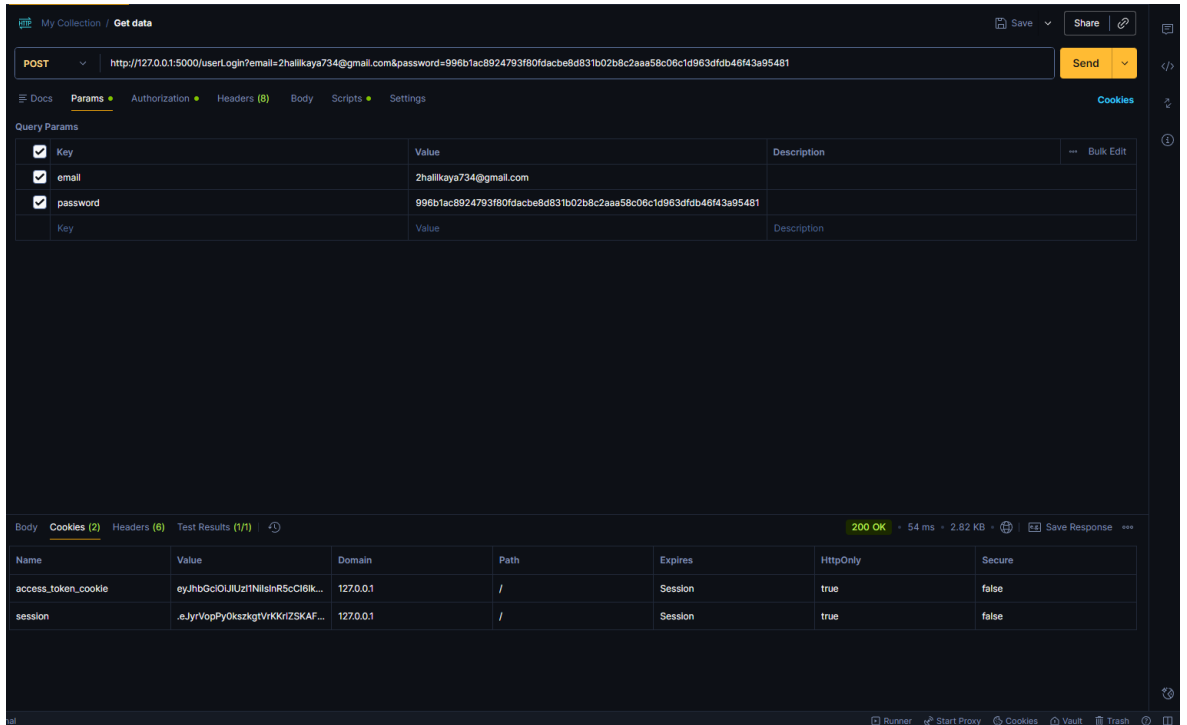 HTTP My Collection / Get data Save Share
POST http://127.0.0.1:5000/userLogin?email=2halilkaya734@gmail.com&password=996b1ac8924793f80fdacbe8d831b02b8c2aaa58c06c1d963dfdb46f43a95481 Send
Docs Params Authorization Headers (8) Body Scripts Settings Cookies
Query Params
Key Value Description Bulk Edit
email 2halilkaya734@gmail.com
password 996b1ac8924793f80fdacbe8d831b02b8c2aaa58c06c1d963dfdb46f43a95481
Key Value Description
Body Cookies (2) Headers (6) Test Results (1/1) 200 OK 54 ms 2.82 KB e.g. Save Response
Name Value Domain Path Expires HttpOnly Secure
access_token_cookie eyJhbGciOiJIUzI1NiIsInR5cCI6Ik... 127.0.0.1 / Session true false
session .eJyrVopPy0kszkgtVrKKrlZSKAF... 127.0.0.1 / Session true false
Runner Start Proxy Cookies Vault Trash